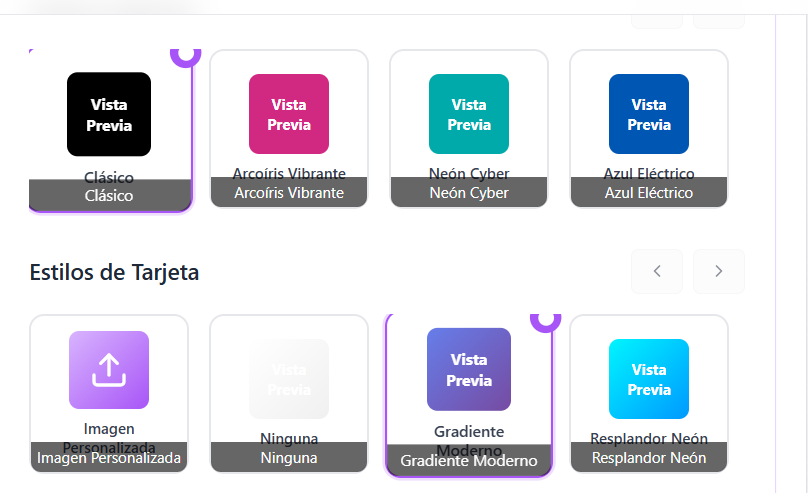 Vista
Previa
Clásico
Clásico
Vista
Previa
Arcoíris Vibrante
Arcoíris Vibrante
Vista
Previa
Neón Cyber
Neón Cyber
Vista
Previa
Azul Eléctrico
Azul Eléctrico
Estilos de Tarjeta
Imagen
Personalizada
Imagen Personalizada
Vista
Previa
Ninguna
Ninguna
Vista
Previa
Gradiente
Moderno
Gradiente Moderno
Vista
Previa
Resplandor Neón
Resplandor Neón